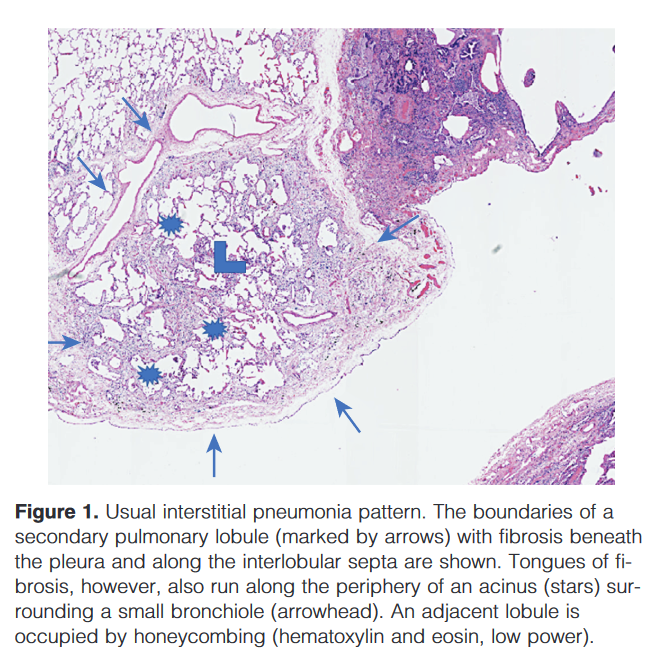 Figure 1. Usual interstitial pneumonia pattern. The boundaries of a
secondary pulmonary lobule (marked by arrows) with fibrosis beneath
the pleura and along the interlobular septa are shown. Tongues of fi-
brosis, however, also run along the periphery of an acinus (stars) sur-
rounding a small bronchiole (arrowhead). An adjacent lobule is
occupied by honeycombing (hematoxylin and eosin, low power).